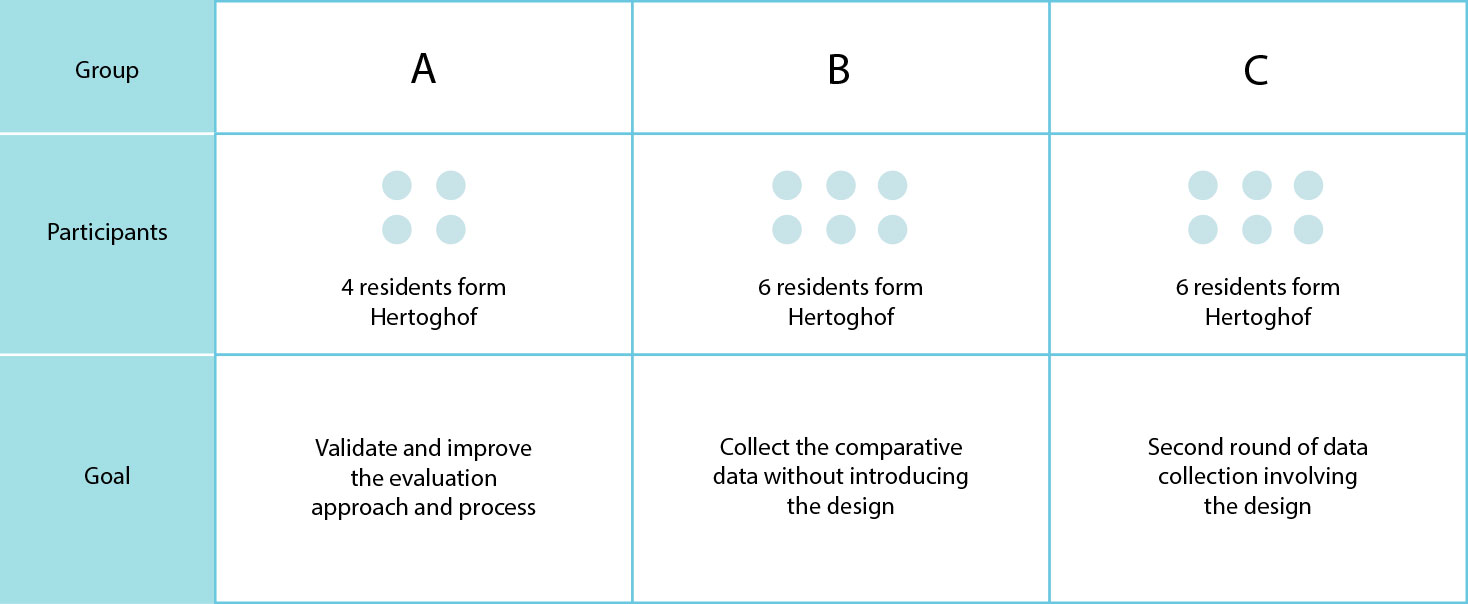 Group
A
B
C
Participants
4 residents form
Hertoghof
6 residents form
Hertoghof
6 residents form
Hertoghof
Goal
Validate and improve
the evaluation
approach and process
Collect the comparative
data without introducing
the design
Second round of data
collection involving
the design